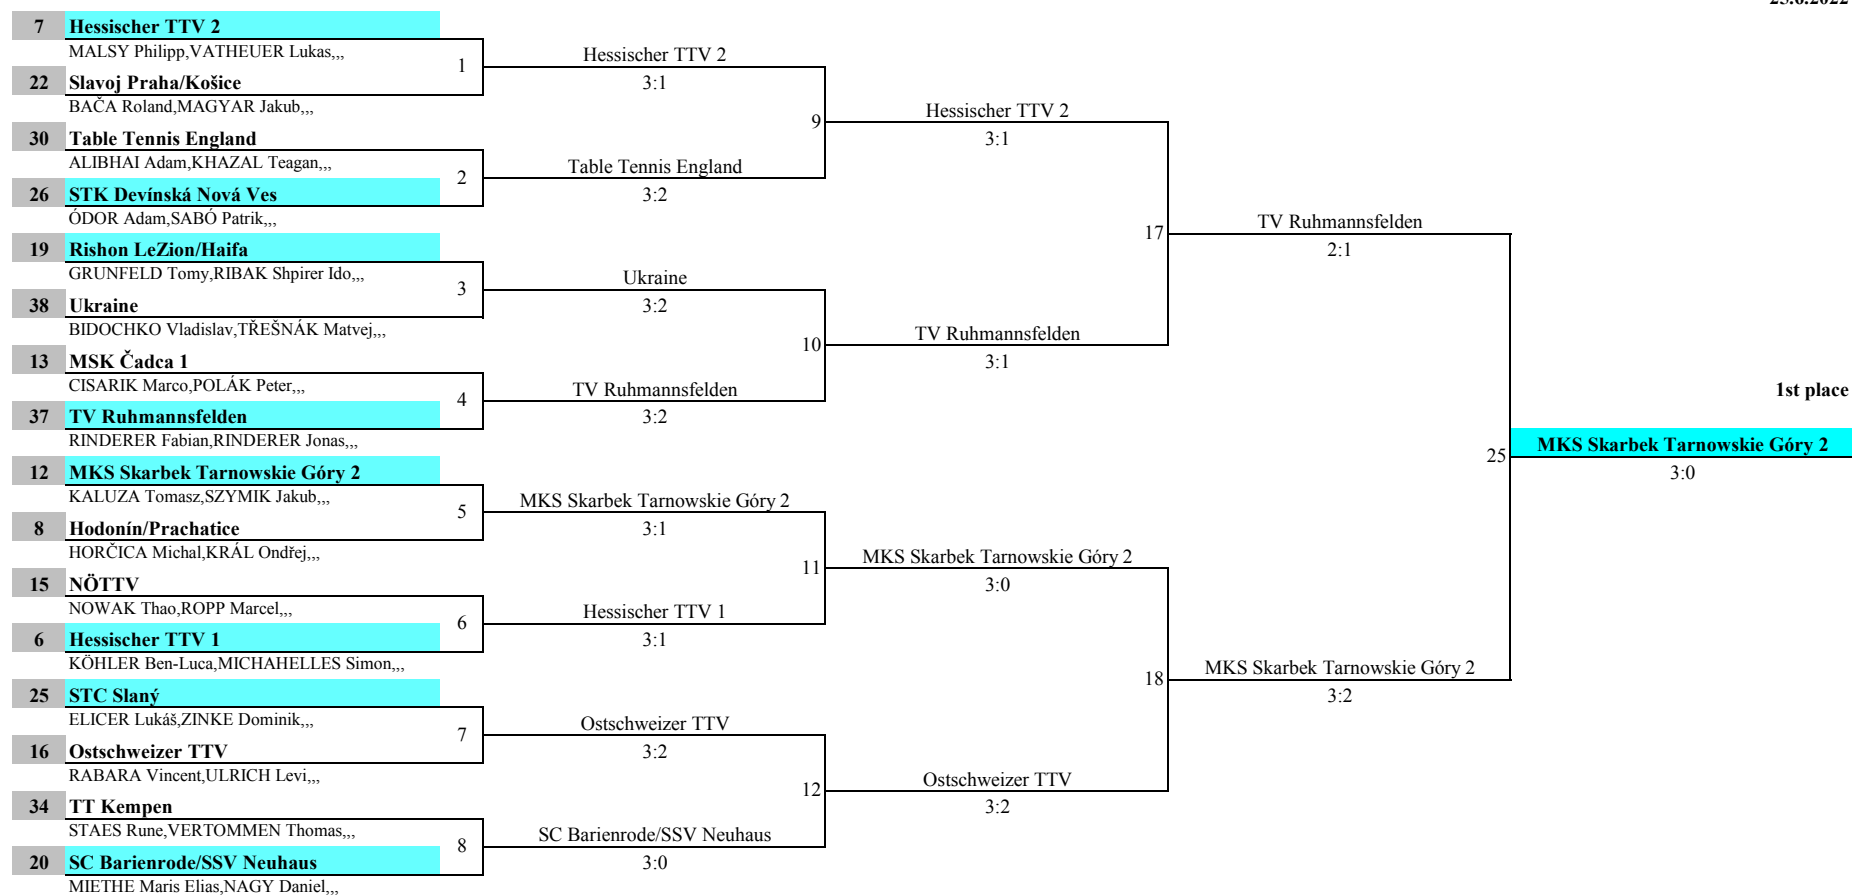 7 Hessischer TTV 2
MALSY Philipp,VATHEUER Lukas,,,
1
Hessischer TTV 2
3:1
22 Slavoj Praha/Košice
BAČA Roland,MAGYAR Jakub,,,
9
Hessischer TTV 2
3:1
30 Table Tennis England
ALIBHAI Adam,KHAZAL Teagan,,,
2
Table Tennis England
3:2
26 STK Devínská Nová Ves
ÓDOR Adam,SABÓ Patrik,,,
17
TV Ruhmannsfelden
2:1
19 Rishon LeZion/Haifa
GRUNFELD Tomy,RIBAK Shpirer Ido,,,
3
Ukraine
3:2
38 Ukraine
BIDOCHKO Vladislav,TŘEŠNÁK Matvej,,,
10
TV Ruhmannsfelden
3:1
13 MSK Čadca 1
CISARIK Marco,POLÁK Peter,,,
4
TV Ruhmannsfelden
3:2
37 TV Ruhmannsfelden
RINDERER Fabian,RINDERER Jonas,,,
1st place
25
MKS Skarbek Tarnowskie Góry 2
3:0
12 MKS Skarbek Tarnowskie Góry 2
KALUZA Tomasz,SZYMIK Jakub,,,
5
MKS Skarbek Tarnowskie Góry 2
3:1
8 Hodonín/Prachatice
HORČICA Michal,KRÁL Ondřej,,,
11
MKS Skarbek Tarnowskie Góry 2
3:0
15 NÖTTV
NOWAK Thao,ROPP Marcel,,,
6
Hessischer TTV 1
3:1
6 Hessischer TTV 1
KÖHLER Ben-Luca,MICHAHELLES Simon,,,
18
MKS Skarbek Tarnowskie Góry 2
3:2
25 STC Slaný
ELICER Lukáš,ZINKE Dominik,,,
7
Ostschweizer TTV
3:2
16 Ostschweizer TTV
RABARA Vincent,ULRICH Levi,,,
12
Ostschweizer TTV
3:2
34 TT Kempen
STAES Rune,VERTOMMEN Thomas,,,
8
SC Barienrode/SSV Neuhaus
3:0
20 SC Barienrode/SSV Neuhaus
MIETHE Maris Elias,NAGY Daniel,,,